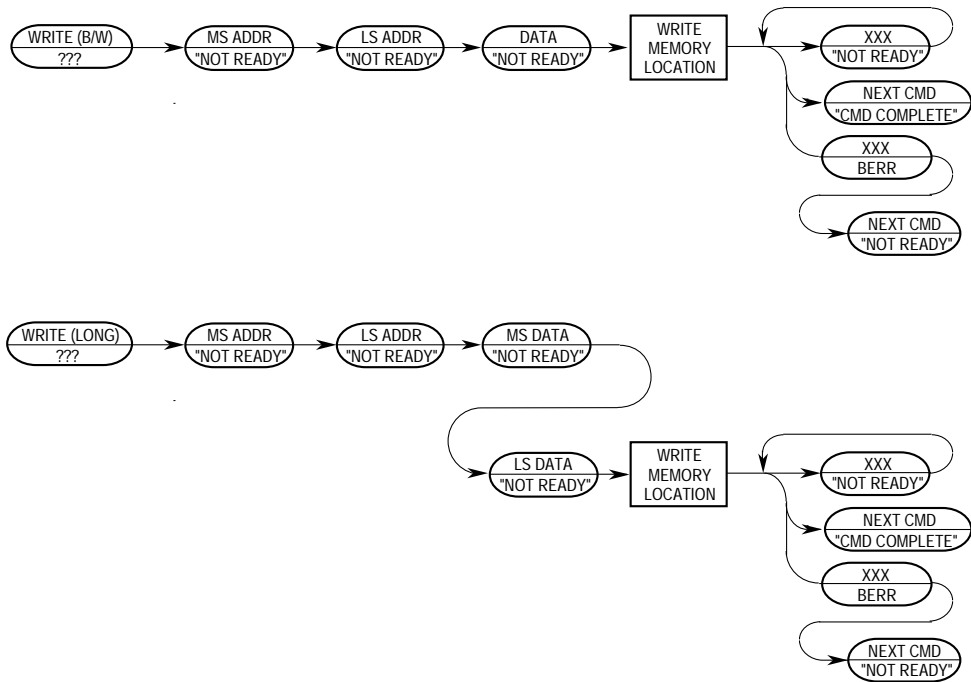 WRITE (B/W)
???
MS ADDR
"NOT READY"
LS ADDR
"NOT READY"
DATA
"NOT READY"
WRITE
MEMORY
LOCATION
XXX
"NOT READY"
NEXT CMD
"CMD COMPLETE"
XXX
BERR
NEXT CMD
"NOT READY"
WRITE (LONG)
???
MS ADDR
"NOT READY"
LS ADDR
"NOT READY"
MS DATA
"NOT READY"
LS DATA
"NOT READY"
WRITE
MEMORY
LOCATION
XXX
"NOT READY"
NEXT CMD
"CMD COMPLETE"
XXX
BERR
NEXT CMD
"NOT READY"